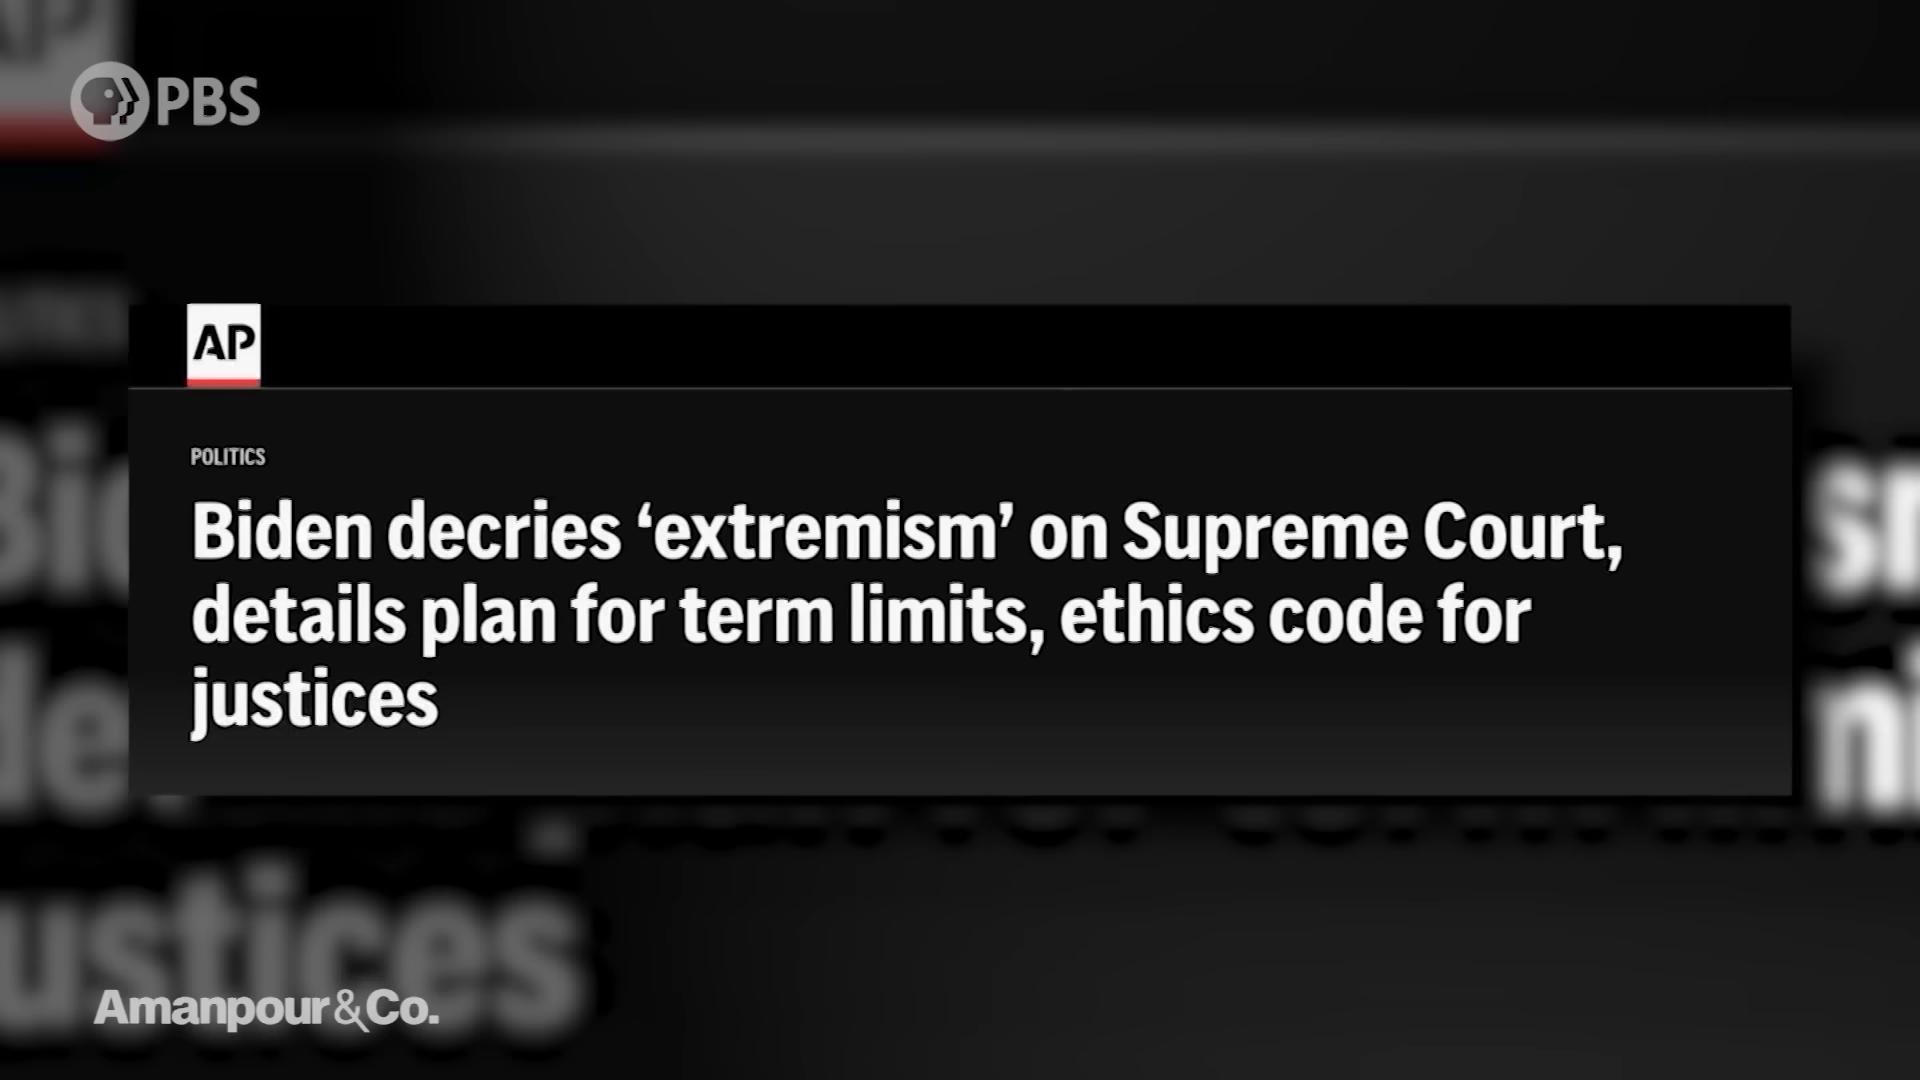 PBS
AP
POLITICS
Biden decries ‘extremism’ on Supreme Court,
details plan for term limits, ethics code for
justices
Amanpour&Co.